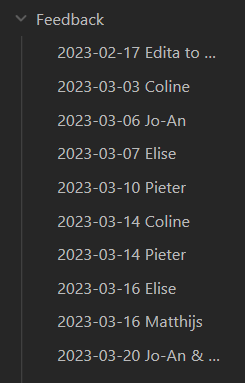 Feedback
2023-02-17 Edita to ...
2023-03-03 Coline
2023-03-06 Jo-An
2023-03-07 Elise
2023-03-10 Pieter
2023-03-14 Coline
2023-03-14 Pieter
2023-03-16 Elise
2023-03-16 Matthijs
2023-03-20 Jo-An & ...